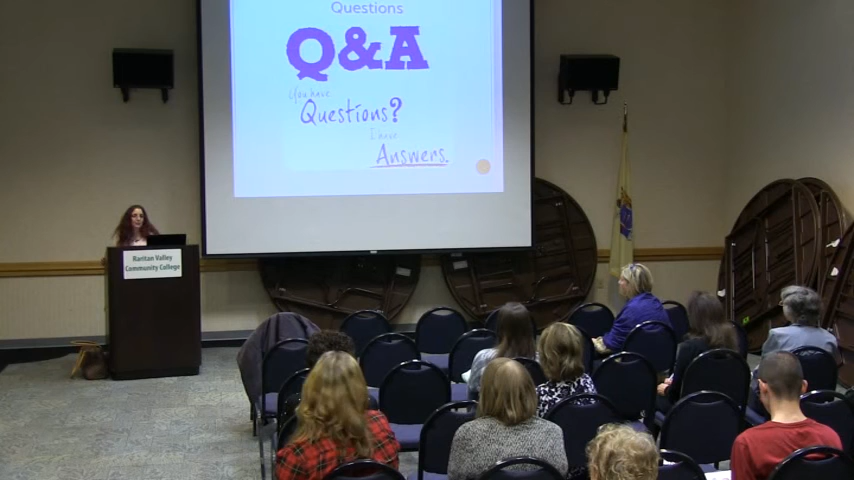 Questions
Q&A
You have
Questions?
I have
Answers.
Raritan Valley
Community College